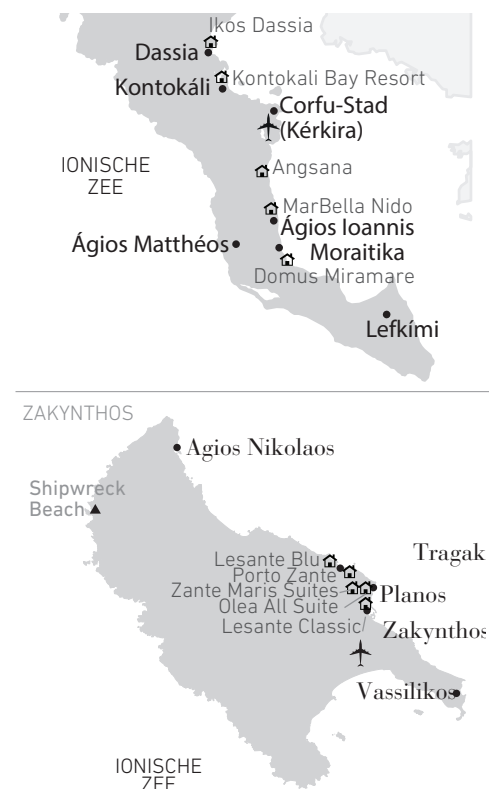 Ikos Dassia
Dassia
Kontokali Bay Resort
Kontokáli
Corfu-Stad
(Kérkira)
IONISCHE
ZEE
Angsana
MarBella Nido
Ágios Ioannis
Ágios Matthéos
Moraitika
Domus Miramare
Lefkími
ZAKYNTHOS
Agios Nikolaos
Shipwreck
Beach
Lesante Blu
Tragak
Porto Zante
Zante Maris Suites
Planos
Olea All Suite
Lesante Classic
Zakynthos
Vassilikos
IONISCHE
ZEE